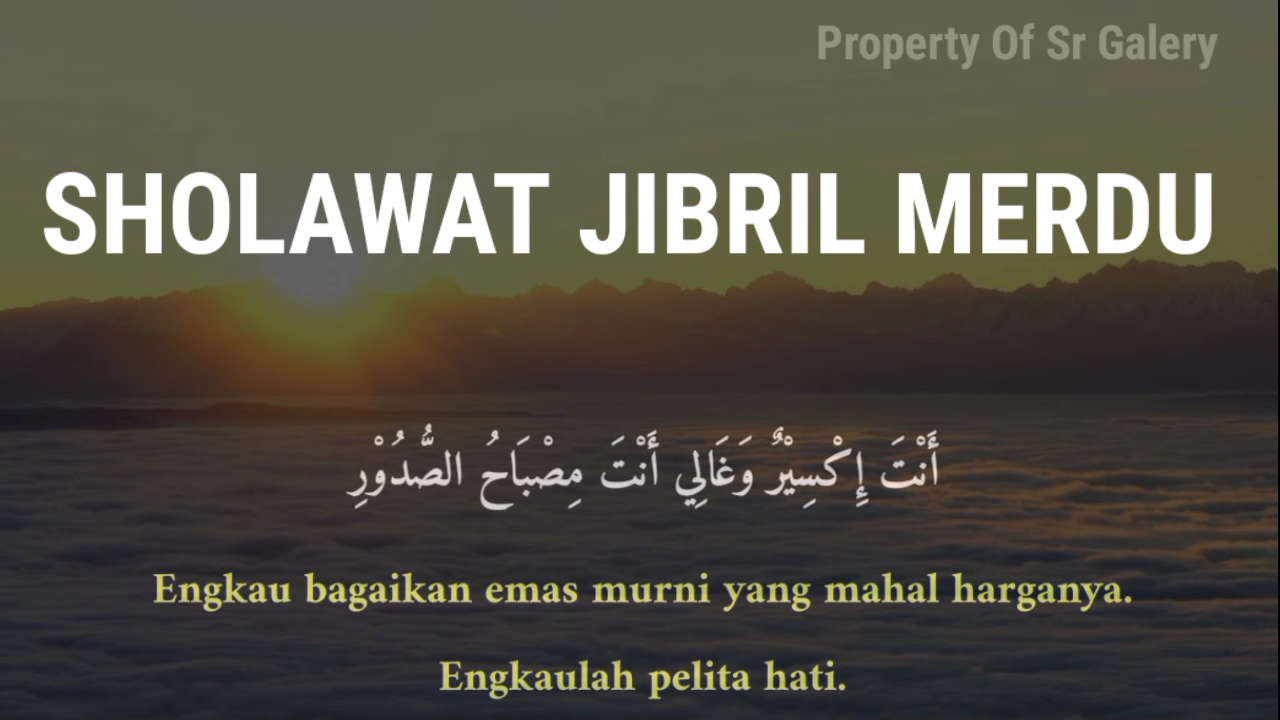 Property Of Sr Galery
SHOLAWAT JIBRIL MERDU
أَنْتَ إِكْسِيْرٌ وَغَالِي أَنْتَ مِصْبَاحُ الصُّدُوْرِ
Engkau bagaikan emas murni yang mahal harganya.
Engkaulah pelita hati.